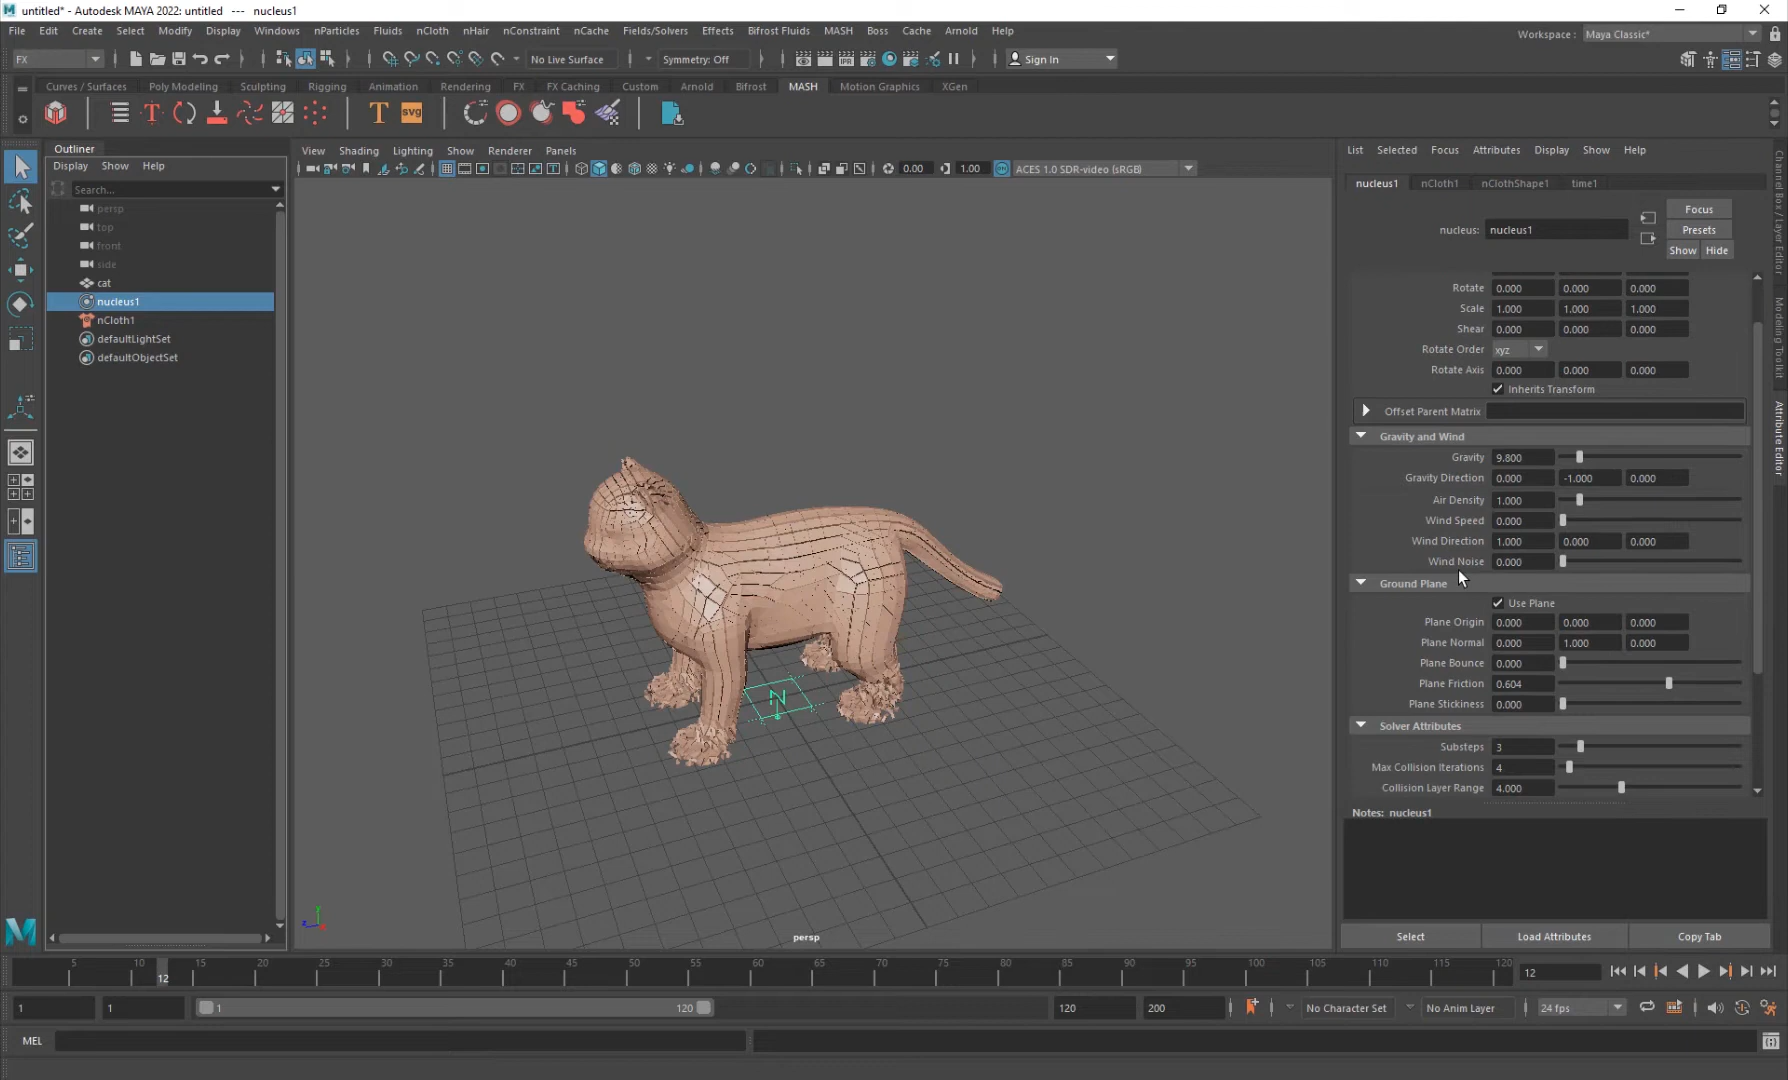 untitled* - Autodesk MAYA 2022: untitled --- nucleus1
File Edit Create Select Modify Display Windows nParticles Fluids nCloth nHair nConstraint nCache Fields/Solvers Effects Bifrost Fluids MASH Boss Cache Arnold Help
Workspace : Maya Classic*
FX
No Live Surface
Symmetry: Off
IPR
Sign In
Curves / Surfaces Poly Modeling Sculpting Rigging Animation Rendering FX FX Caching Custom Arnold Bifrost MASH Motion Graphics XGen
T
svg
Outliner
Display Show Help
Search...
persp
top
front
side
cat
nucleus1
nCloth1
defaultLightSet
defaultObjectSet
View Shading Lighting Show Renderer Panels
0.00 1.00 ACES 1.0 SDR-video (sRGB)
N
persp
List Selected Focus Attributes Display Show Help
nucleus1 nCloth1 nClothShape1 time1
nucleus: nucleus1
Focus
Presets
Show Hide
Rotate 0.000 0.000 0.000
Scale 1.000 1.000 1.000
Shear 0.000 0.000 0.000
Rotate Order xyz
Rotate Axis 0.000 0.000 0.000
Inherits Transform
Offset Parent Matrix
Gravity and Wind
Gravity 9.800
Gravity Direction 0.000 -1.000 0.000
Air Density 1.000
Wind Speed 0.000
Wind Direction 1.000 0.000 0.000
Wind Noise 0.000
Ground Plane
Use Plane
Plane Origin 0.000 0.000 0.000
Plane Normal 0.000 1.000 0.000
Plane Bounce 0.000
Plane Friction 0.604
Plane Stickiness 0.000
Solver Attributes
Substeps 3
Max Collision Iterations 4
Collision Layer Range 4.000
Notes: nucleus1
Select Load Attributes Copy Tab
Channel Box / Layer Editor
Modeling Toolkit
Attribute Editor
5 10 15 20 25 30 35 40 45 50 55 60 65 70 75 80 85 90 95 100 105 110 115 120
12
12
1 1 1 120 120 200
No Character Set
No Anim Layer
24 fps
MEL